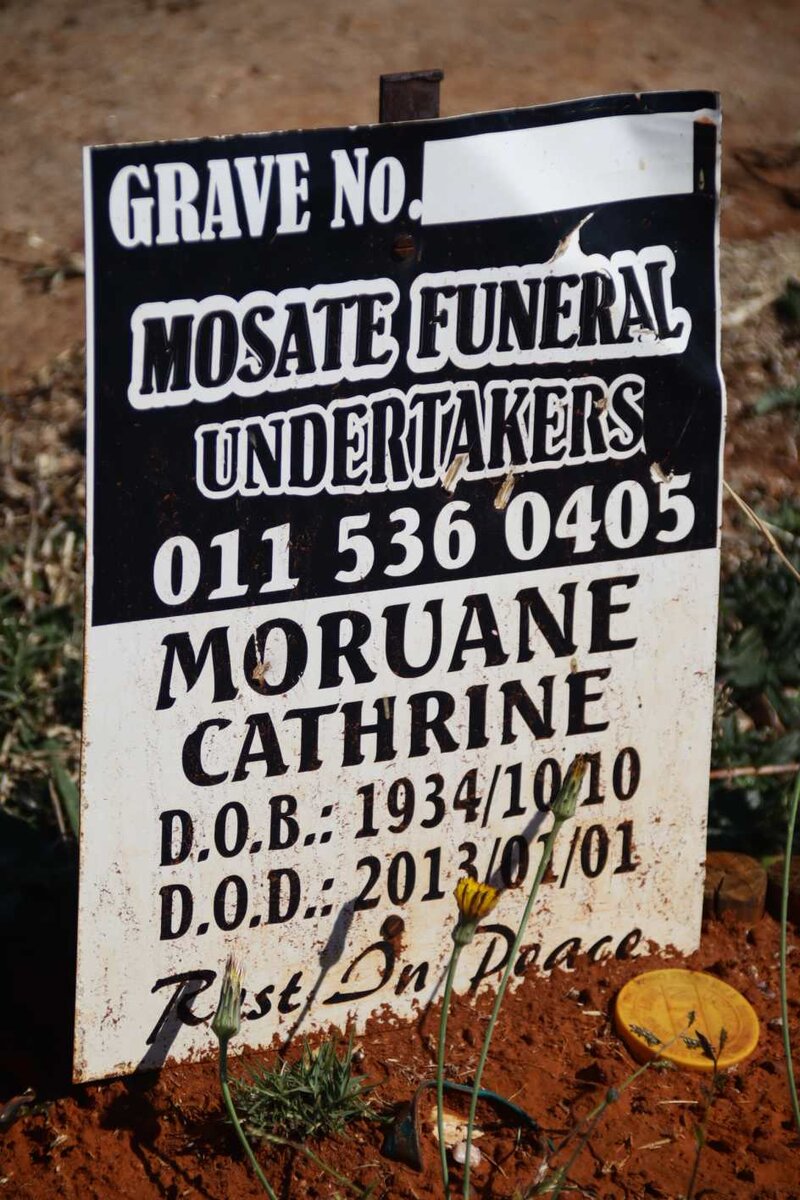 GRAVE NO.
MOSATE FUNERAL
UNDERTAKERS
011 536 0405
MORUANE
CATHRINE
D.O.B.: 1934/10/10
D.O.D.: 2013/01/01
Rest In Peace